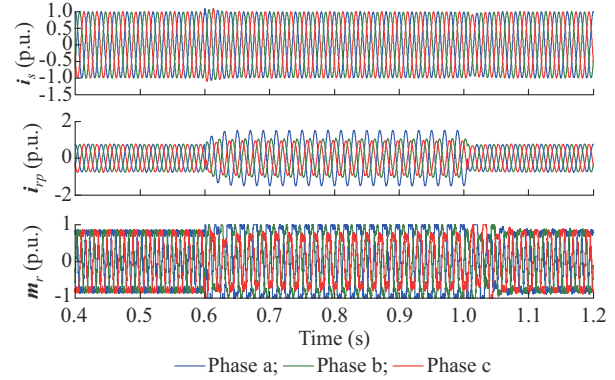 1.5
1.0
0.5
0
-0.5
-1.0
-1.5
i_s (p.u.)
2
0
-2
i_rp (p.u.)
1
0
-1
m_r (p.u.)
0.4 0.5 0.6 0.7 0.8 0.9 1.0 1.1 1.2
Time (s)
Phase a; Phase b; Phase c